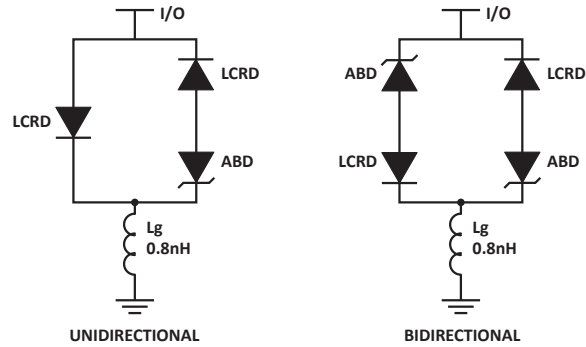 I/O
LCRD
LCRD
ABD
Lg
0.8nH
UNIDIRECTIONAL
I/O
ABD
LCRD
LCRD
ABD
Lg
0.8nH
BIDIRECTIONAL